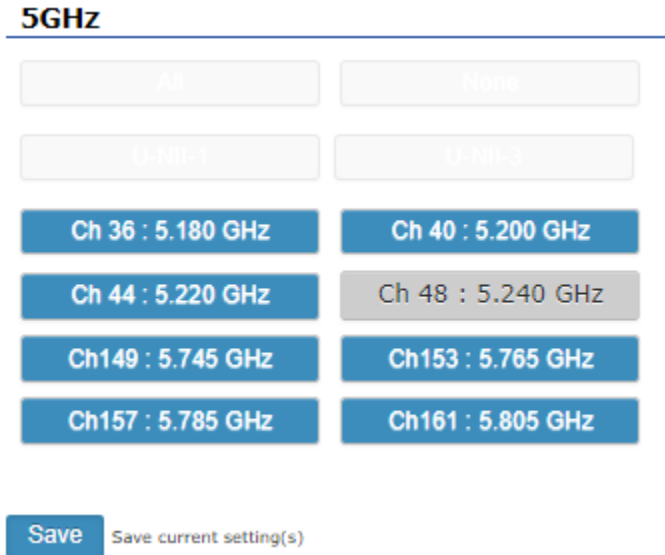 5GHz
All None
U-NII-1 U-NII-3
Ch 36 : 5.180 GHz Ch 40 : 5.200 GHz
Ch 44 : 5.220 GHz Ch 48 : 5.240 GHz
Ch149 : 5.745 GHz Ch153 : 5.765 GHz
Ch157 : 5.785 GHz Ch161 : 5.805 GHz
Save Save current setting(s)